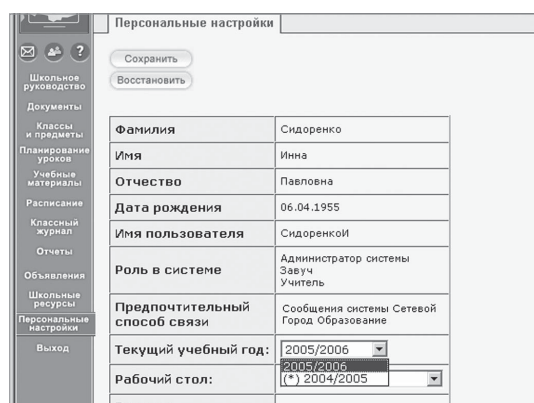 Персональные настройки
Сохранить
Восстановить
?
Школьное
руководство
Документы
Классы
и предметы
Планирование
уроков
Учебные
материалы
Расписание
Классный
журнал
Отчеты
Объявления
Школьные
ресурсы
Персональные
настройки
Выход
Фамилия Сидоренко
Имя Инна
Отчество Павловна
Дата рождения 06.04.1955
Имя пользователя СидоренкоИ
Роль в системе Администратор системы
Завуч
Учитель
Предпочтительный
способ связи Сообщения системы Сетевой
Город Образование
Текущий учебный год: 2005/2006
2005/2006
Рабочий стол: (*) 2004/2005